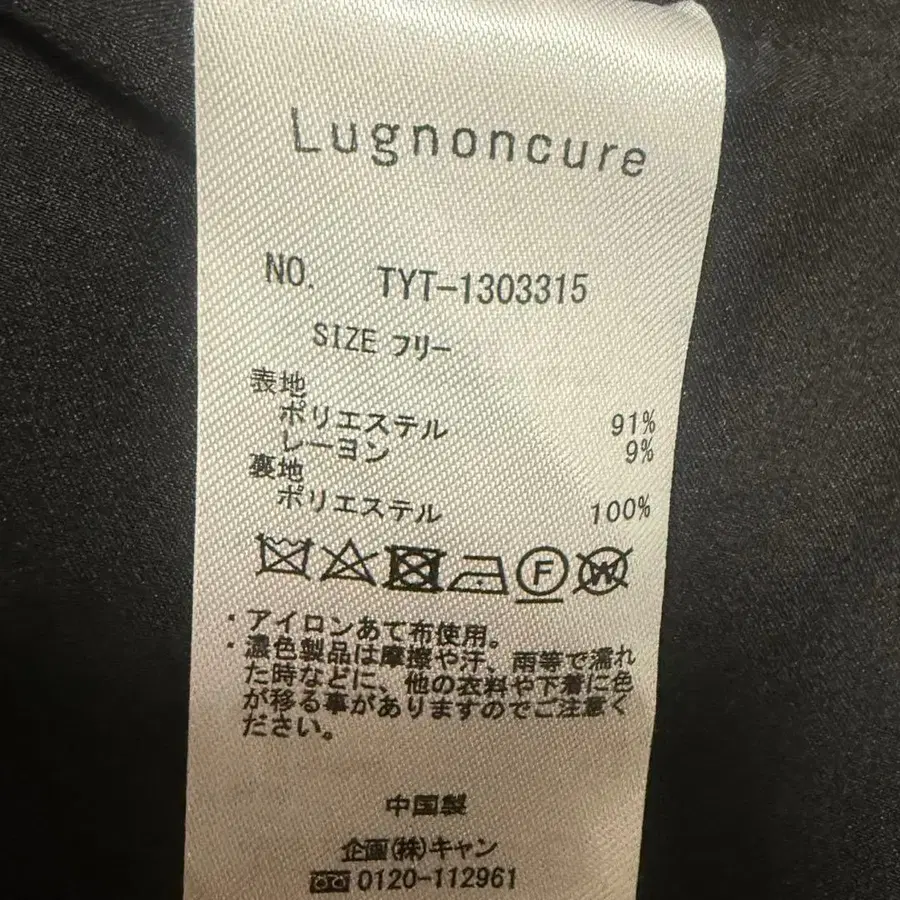 Lugnoncure
NO. TYT-1303315
SIZE フリー
表地
ポリエステル 91%
レーヨン 9%
裏地
ポリエステル 100%
F W
・アイロンあて布使用。
・濃色製品は摩擦や汗、雨等で濡れ
た時などに、他の衣料や下着に色
が移る事がありますのでご注意く
ださい。
中国製
企画(株)キャン
0120-112961